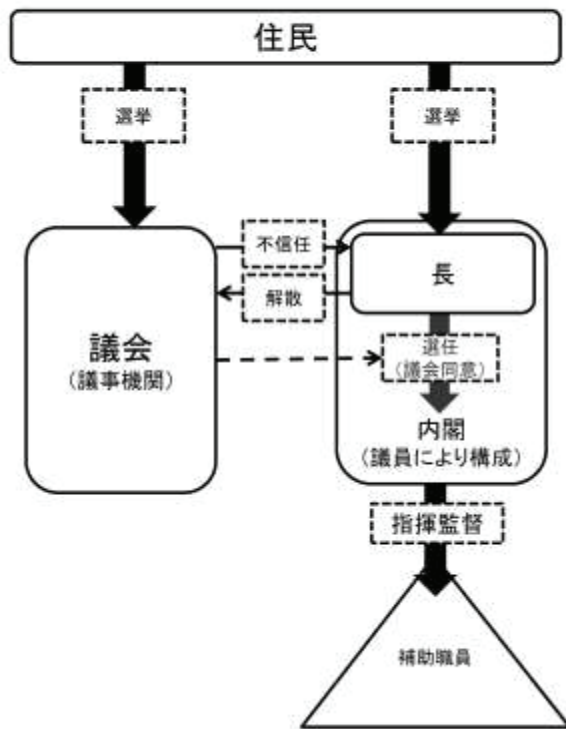 住民
選挙
選挙
不信任
長
解散
議会
(議事機関)
選任
(議会同意)
内閣
(議員により構成)
指揮監督
補助職員